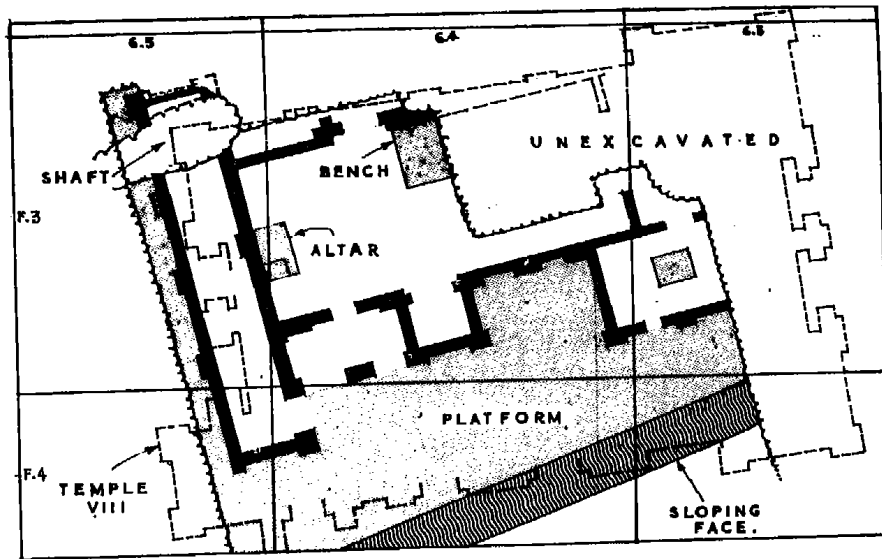 6.5
6.4
6.3
UNEXCAVATED
SHAFT
BENCH
F.3
ALTAR
PLATFORM
F.4
TEMPLE
VIII
SLOPING
FACE.